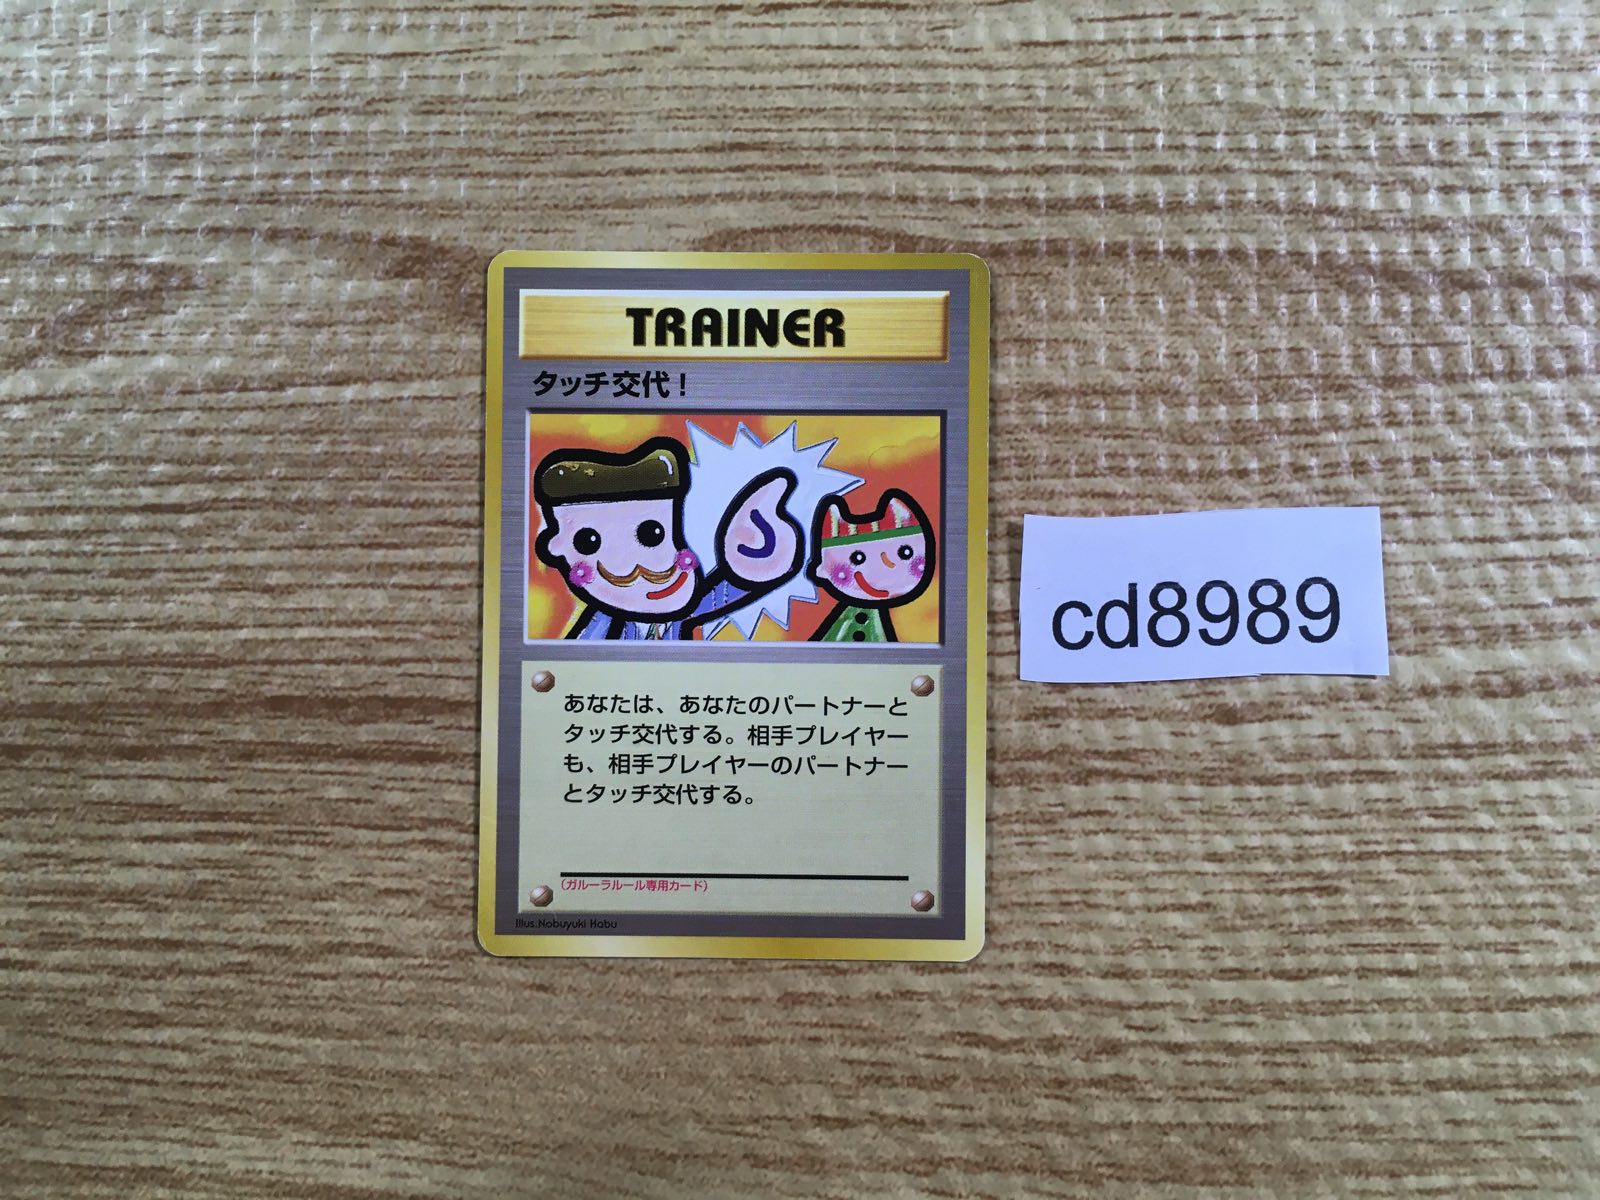 TRAINER
タッチ交代！
あなたは、あなたのパートナーと
タッチ交代する。相手プレイヤー
も、相手プレイヤーのパートナー
とタッチ交代する。
（ガルーラルール専用カード）
Illus.Nobuyuki Habu
cd8989